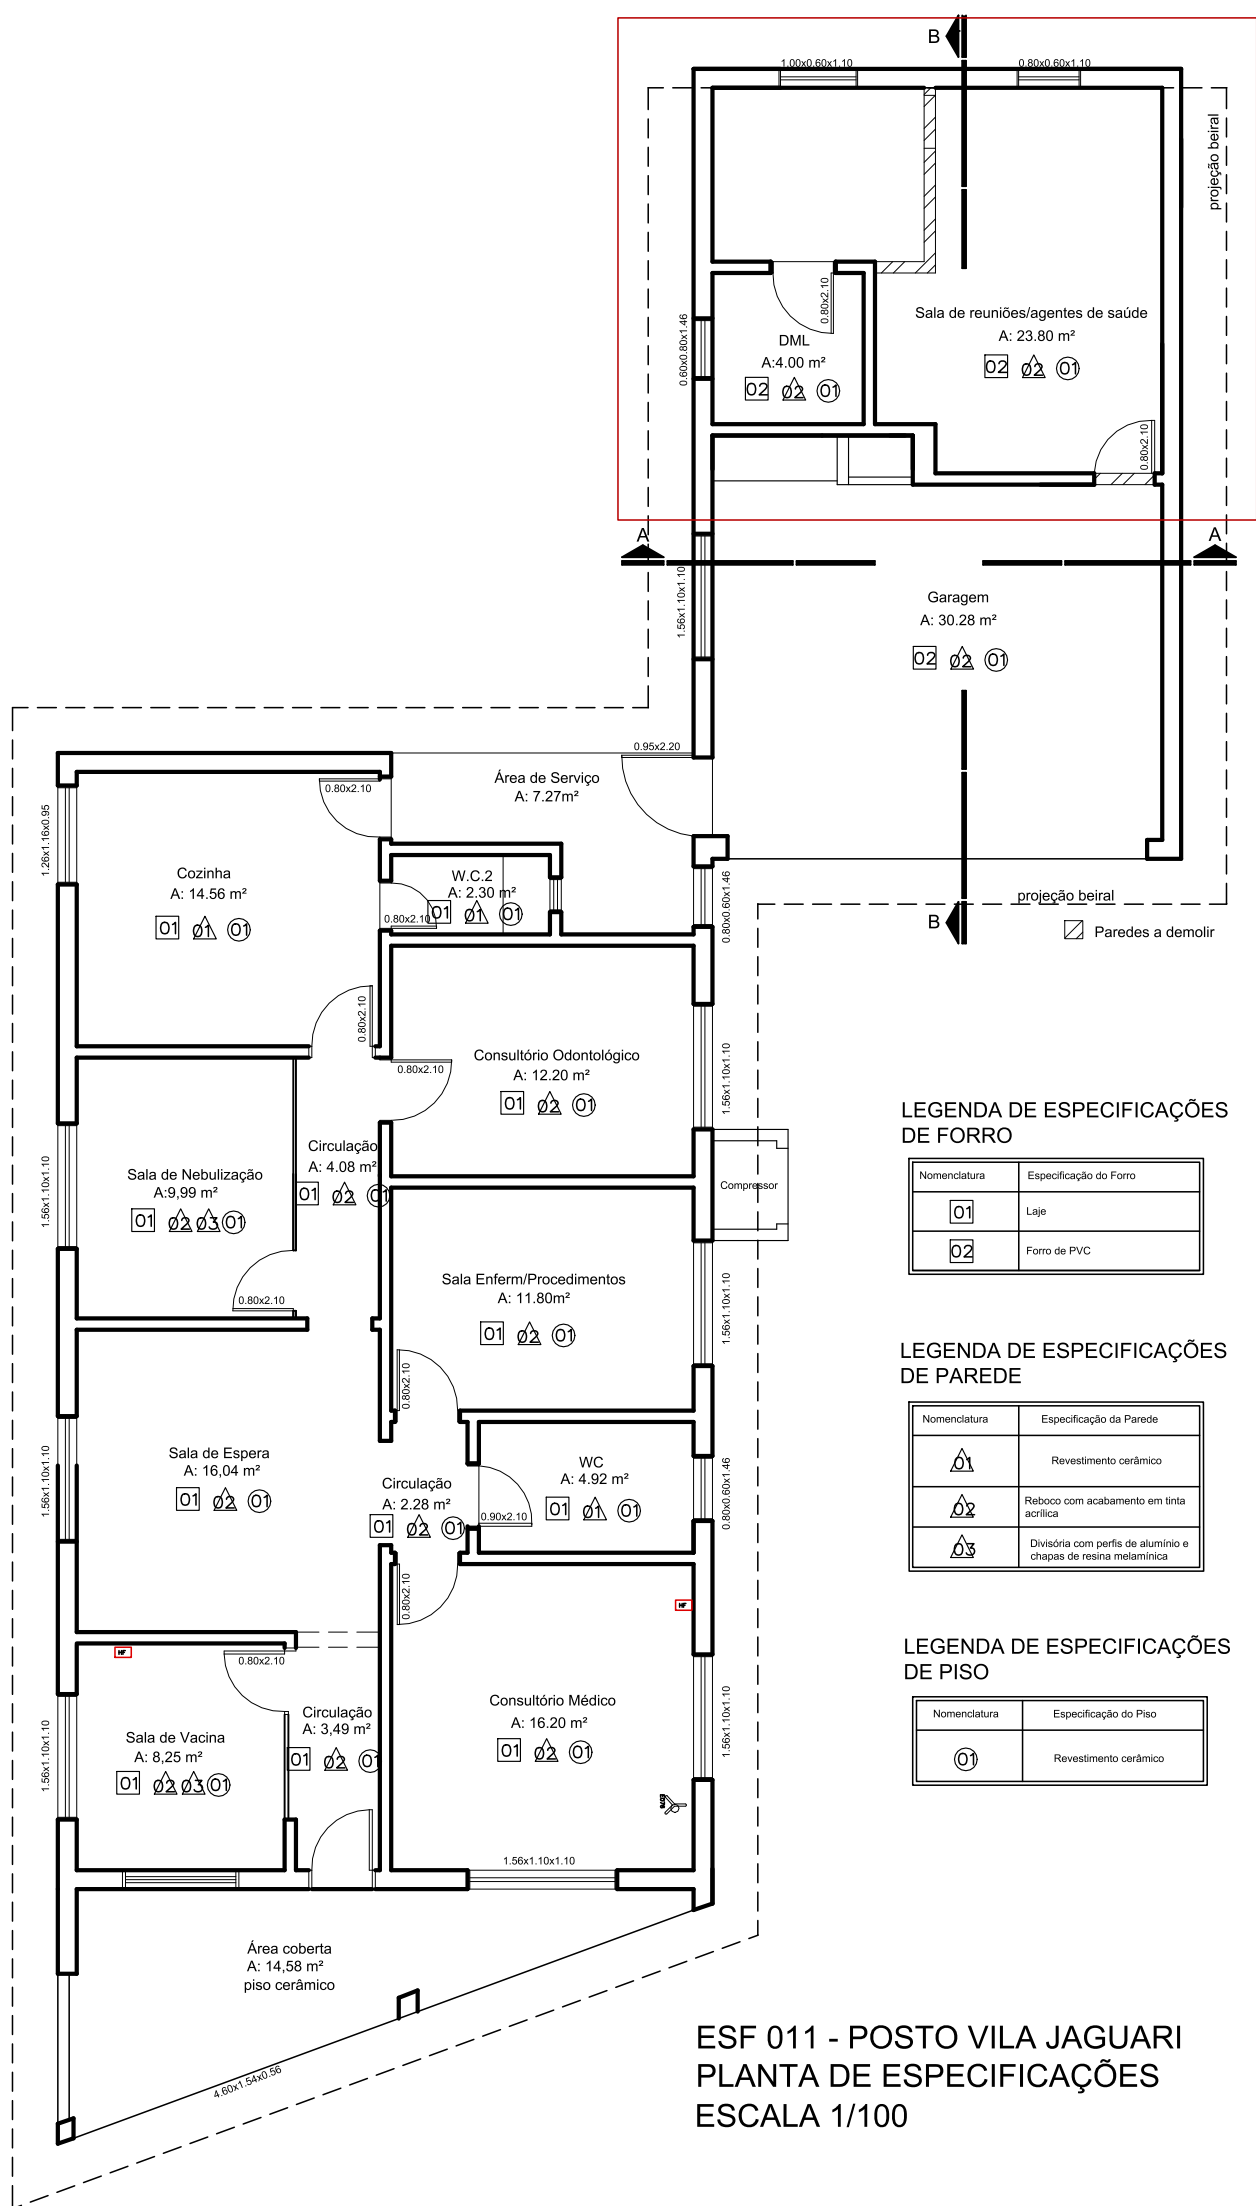 B
1.00x0.60x1.10
0.80x0.60x1.10
projeção beiral
0.80x2.10
0.60x0.80x1.46
DML
A:4.00 m²
02 02 01
Sala de reuniões/agentes de saúde
A: 23.80 m²
02 02 01
0.80x2.10
A
A
1.56x1.10x1.10
Garagem
A: 30.28 m²
02 02 01
0.95x2.20
Área de Serviço
A: 7.27m²
0.80x2.10
1.26x1.16x0.95
Cozinha
A: 14.56 m²
01 01 01
W.C.2
A: 2.30 m²
01 01 01
0.80x2.10
0.80x0.60x1.46
projeção beiral
B
Paredes a demolir
0.80x2.10
0.80x2.10
Consultório Odontológico
A: 12.20 m²
01 02 01
1.56x1.10x1.10
Circulação
A: 4.08 m²
01 02 01
Sala de Nebulização
A:9,99 m²
01 02 03 01
1.56x1.10x1.10
0.80x2.10
Compressor
Sala Enferm/Procedimentos
A: 11.80m²
01 02 01
1.56x1.10x1.10
0.80x2.10
Sala de Espera
A: 16,04 m²
01 02 01
1.56x1.10x1.10
Circulação
A: 2.28 m²
01 02 01
WC
A: 4.92 m²
01 01 01
0.90x2.10
0.80x0.60x1.46
0.80x2.10
HF
HF
0.80x2.10
Sala de Vacina
A: 8,25 m²
01 02 03 01
1.56x1.10x1.10
Circulação
A: 3,49 m²
01 02 01
Consultório Médico
A: 16.20 m²
01 02 01
1.56x1.10x1.10
1.56x1.10x1.10
Área coberta
A: 14,58 m²
piso cerâmico
4.60x1.54x0.56
LEGENDA DE ESPECIFICAÇÕES
DE FORRO
Nomenclatura Especificação do Forro
01 Laje
02 Forro de PVC
LEGENDA DE ESPECIFICAÇÕES
DE PAREDE
Nomenclatura Especificação da Parede
01 Revestimento cerâmico
02 Reboco com acabamento em tinta
acrílica
03 Divisória com perfis de alumínio e
chapas de resina melamínica
LEGENDA DE ESPECIFICAÇÕES
DE PISO
Nomenclatura Especificação do Piso
01 Revestimento cerâmico
ESF 011 - POSTO VILA JAGUARI
PLANTA DE ESPECIFICAÇÕES
ESCALA 1/100